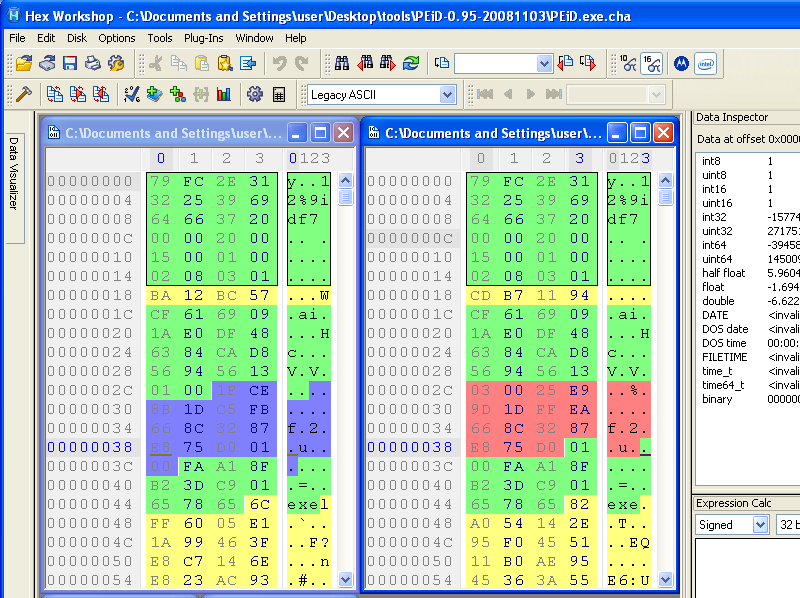 Hex Workshop - C:\Documents and Settings\user\Desktop\tools\PEiD-0.95-20081103\PEiD.exe.cha
File Edit Disk Options Tools Plug-Ins Window Help
10 16 intel
Legacy ASCII
Data Visualizer
C:\Documents and Settings\user\...
0 1 2 3 0123
00000000 79 FC 2E 31 y..1
00000004 32 25 39 69 2%9i
00000008 64 66 37 20 df7
0000000C 00 00 20 00 .. .
00000010 15 00 01 00 ....
00000014 02 08 03 01 ....
00000018 BA 12 BC 57 ...W
0000001C CF 61 69 09 .ai.
00000020 1A E0 DF 48 ...H
00000024 63 84 CA D8 c...
00000028 56 94 56 13 V.V.
0000002C 01 00 1F CE ....
00000030 8B 1D C5 FB ....
00000034 66 8C 32 87 f.2.
00000038 E8 75 D0 01 .u..
0000003C 00 FA A1 8F ....
00000040 B2 3D C9 01 .=..
00000044 65 78 65 6C exel
00000048 FF 60 05 E1 .`..
0000004C 1A 99 46 3F ..F?
00000050 E8 C7 14 6E ...n
00000054 E8 23 AC 93 .#..
C:\Documents and Settings\user\...
0 1 2 3 0123
00000000 79 FC 2E 31 y..1
00000004 32 25 39 69 2%9i
00000008 64 66 37 20 df7
0000000C 00 00 20 00 .. .
00000010 15 00 01 00 ....
00000014 02 08 03 01 ....
00000018 CD B7 11 94 ....
0000001C CF 61 69 09 .ai.
00000020 1A E0 DF 48 ...H
00000024 63 84 CA D8 c...
00000028 56 94 56 13 V.V.
0000002C 03 00 25 E9 ..%.
00000030 9D 1D FF EA ....
00000034 66 8C 32 87 f.2.
00000038 E8 75 D0 01 .u..
0000003C 00 FA A1 8F ....
00000040 B2 3D C9 01 .=..
00000044 65 78 65 82 exe.
00000048 A0 54 14 2E .T..
0000004C 95 F0 45 51 ..EQ
00000050 11 B0 AE 95 ....
00000054 45 36 3A 55 E6:U
Data Inspector
Data at offset 0x000
int8 1
uint8 1
int16 1
uint16 1
int32 -15774
uint32 271751
int64 -39458
uint64 145009
half float 5.9604
float -1.694
double -6.622
DATE <invali
DOS date <invali
DOS time 00:00:
FILETIME <invali
time_t <invali
time64_t <invali
binary 000000
Expression Calc
Signed 32 b